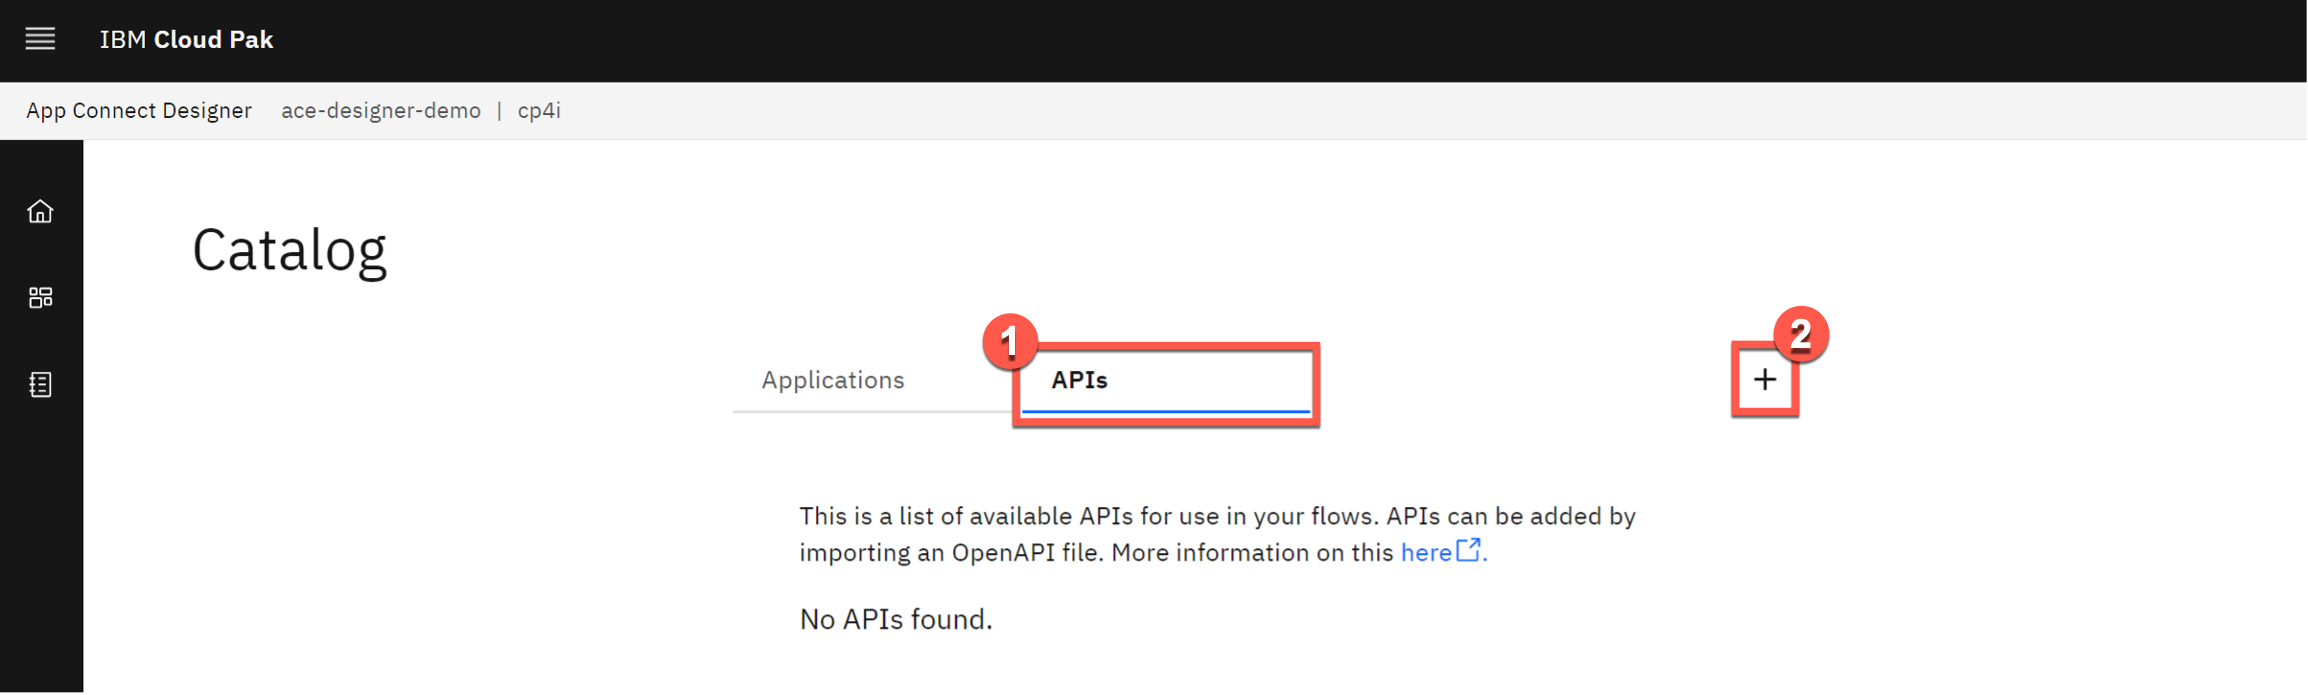 IBM Cloud Pak
App Connect Designer ace-designer-demo | cp4i
Catalog
1
2
Applications APIs +
This is a list of available APIs for use in your flows. APIs can be added by
importing an OpenAPI file. More information on this here.
No APIs found.